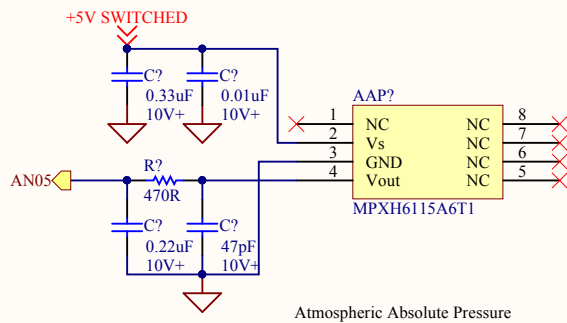 +5V SWITCHED
C?
0.33uF
10V+
C?
0.01uF
10V+
AAP?
1 NC NC 8
2 Vs NC 7
3 GND NC 6
4 Vout NC 5
MPXH6115A6T1
AN05
R?
470R
C?
0.22uF
10V+
C?
47pF
10V+
Atmospheric Absolute Pressure